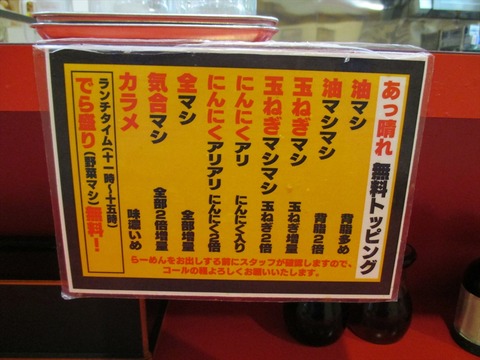 あっ晴れ 無料トッピング
油マシ 背脂多め
油マシマシ 背脂2倍
玉ねぎマシ 玉ねぎ増量
玉ねぎマシマシ 玉ねぎ2倍
にんにくアリ にんにく入り
にんにくアリアリ にんにく2倍
全マシ 全部増量
気合マシ 全部2倍増量
カラメ 味濃いめ
ランチタイム(十一時～十五時)
でら盛り(野菜マシ)無料!
らーめんをお出しする前にスタッフが確認しますので、
コールの程よろしくお願いいたします。